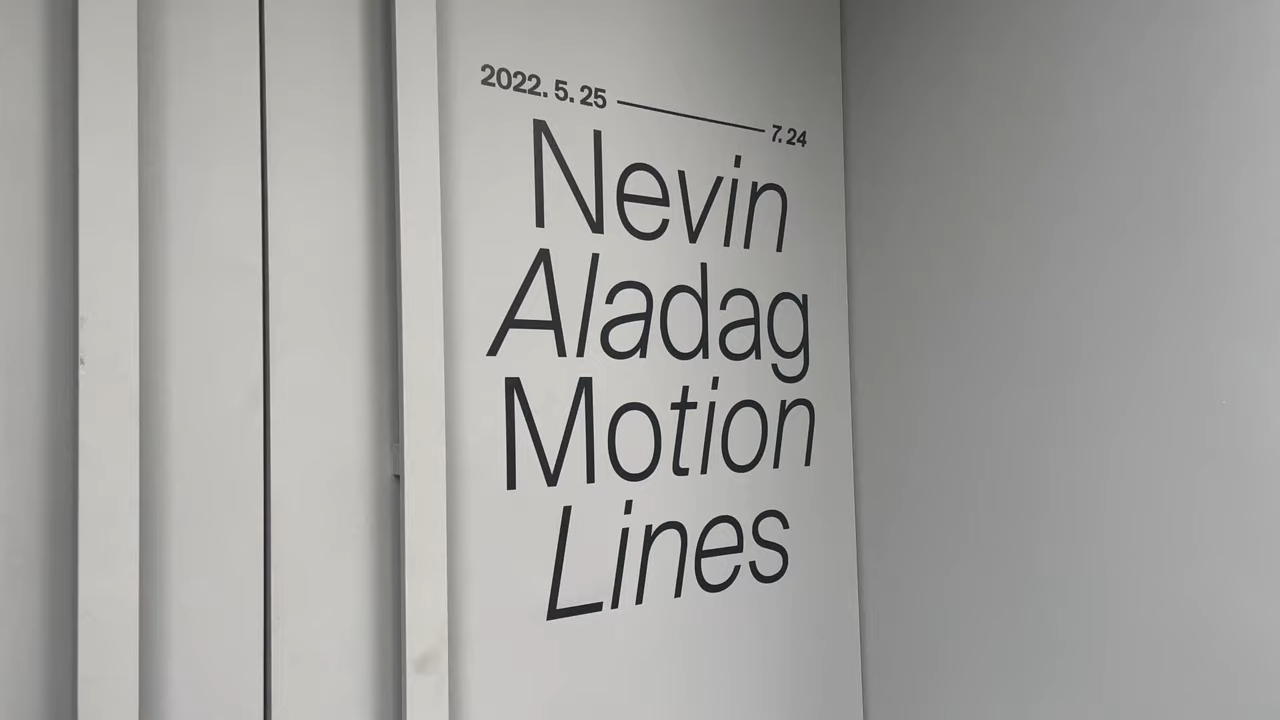 2022. 5. 25 — 7. 24
Nevin
Aladag
Motion
Lines